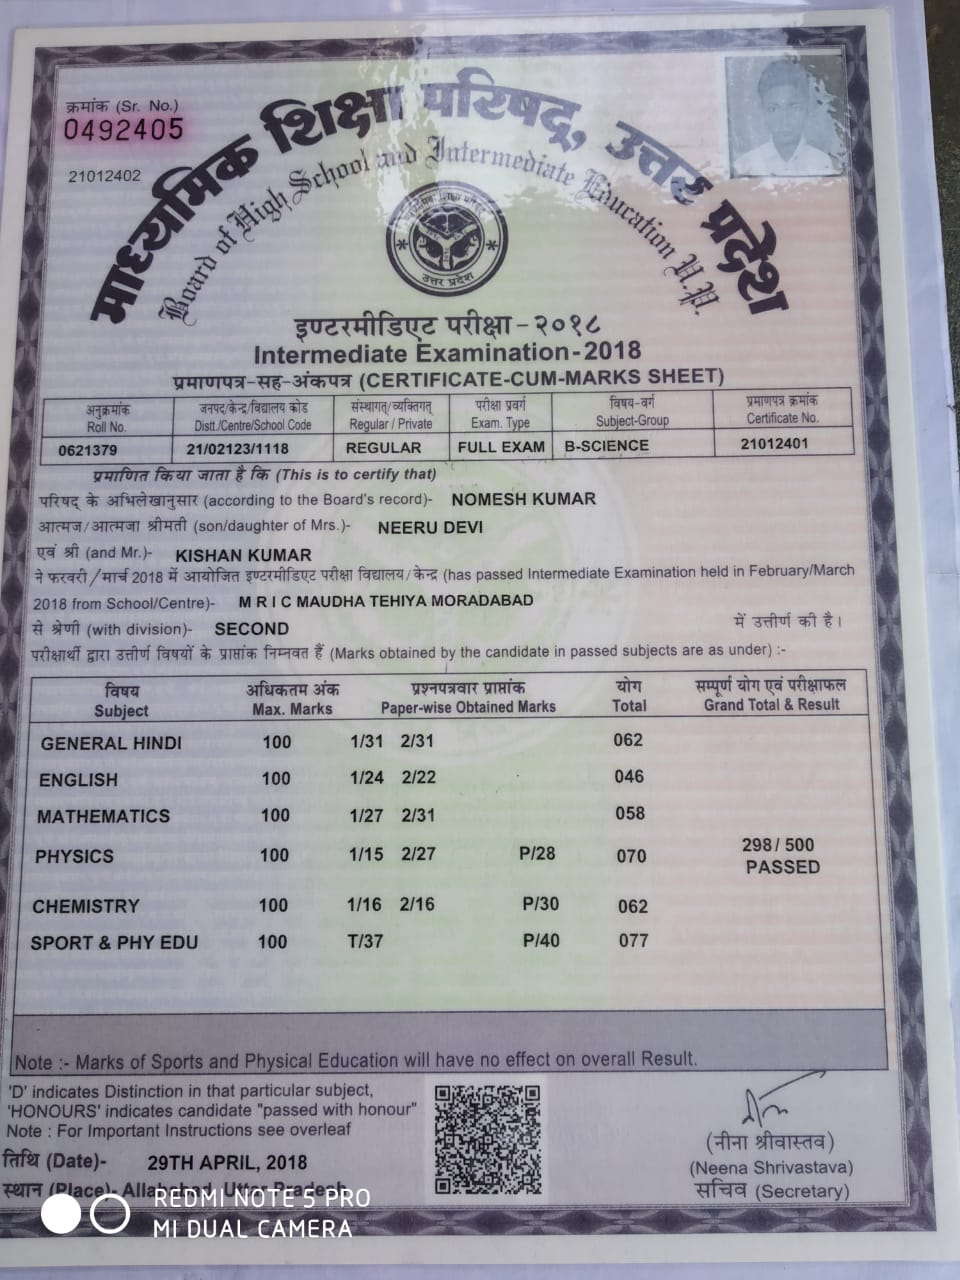 क्रमांक (Sr. No.)
0492405
21012402
माध्यमिक शिक्षा परिषद्, उत्तर प्रदेश
Board of High School and Intermediate Education U.P.
उत्तर प्रदेश
इण्टरमीडिएट परीक्षा - २०१८
Intermediate Examination-2018
प्रमाणपत्र-सह-अंकपत्र (CERTIFICATE-CUM-MARKS SHEET)
अनुक्रमांक जनपद/केन्द्र/विद्यालय कोड संस्थागत/व्यक्तिगत् परीक्षा प्रवर्ग विषय-वर्ग प्रमाणपत्र क्रमांक
Roll No. Distt./Centre/School Code Regular / Private Exam. Type Subject-Group Certificate No.
0621379 21/02123/1118 REGULAR FULL EXAM B-SCIENCE 21012401
प्रमाणित किया जाता है कि (This is to certify that)
परिषद् के अभिलेखानुसार (according to the Board's record)- NOMESH KUMAR
आत्मज/आत्मजा श्रीमती (son/daughter of Mrs.)- NEERU DEVI
एवं श्री (and Mr.)- KISHAN KUMAR
ने फरवरी/मार्च 2018 में आयोजित इण्टरमीडिएट परीक्षा विद्यालय/केन्द्र (has passed Intermediate Examination held in February/March
2018 from School/Centre)- M R I C MAUDHA TEHIYA MORADABAD
से श्रेणी (with division)- SECOND में उत्तीर्ण की है।
परीक्षार्थी द्वारा उत्तीर्ण विषयों के प्राप्तांक निम्नवत हैं (Marks obtained by the candidate in passed subjects are as under) :-
विषय अधिकतम अंक प्रश्नपत्रवार प्राप्तांक योग सम्पूर्ण योग एवं परीक्षाफल
Subject Max. Marks Paper-wise Obtained Marks Total Grand Total & Result
GENERAL HINDI 100 1/31 2/31 062
ENGLISH 100 1/24 2/22 046
MATHEMATICS 100 1/27 2/31 058
PHYSICS 100 1/15 2/27 P/28 070 298/ 500
PASSED
CHEMISTRY 100 1/16 2/16 P/30 062
SPORT & PHY EDU 100 T/37 P/40 077
Note :- Marks of Sports and Physical Education will have no effect on overall Result.
'D' indicates Distinction in that particular subject,
'HONOURS' indicates candidate "passed with honour"
Note : For Important Instructions see overleaf
तिथि (Date)- 29TH APRIL, 2018
स्थान (Place)- Allahabad, Uttar Pradesh
(नीना श्रीवास्तव)
(Neena Shrivastava)
सचिव (Secretary)
REDMI NOTE 5 PRO
MI DUAL CAMERA